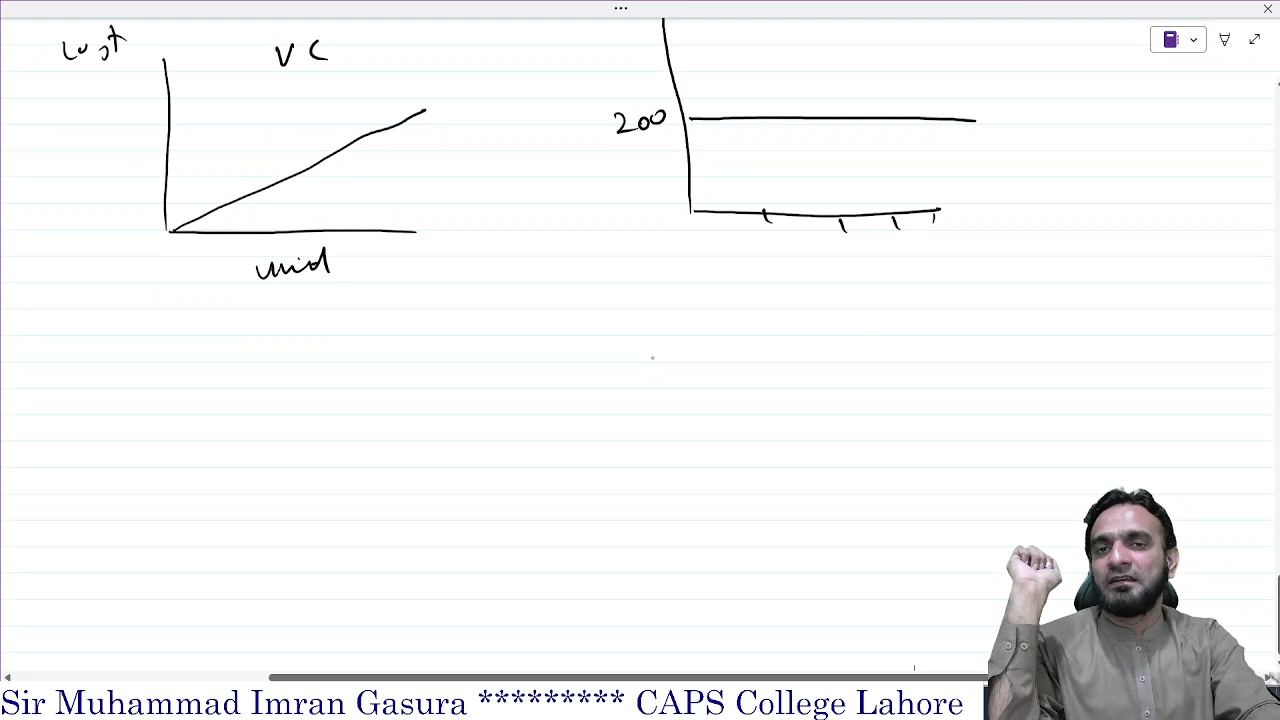 Cost
VC
200
unit
Sir Muhammad Imran Gasura ********* CAPS College Lahore